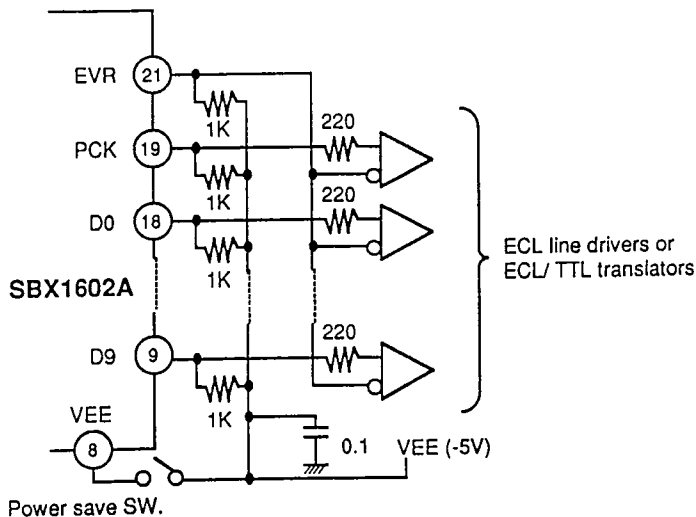 EVR
21
1K
PCK
19
220
1K
D0
18
220
1K
ECL line drivers or
ECL/ TTL translators
SBX1602A
D9
9
220
1K
VEE
8
0.1
VEE (-5V)
Power save SW.